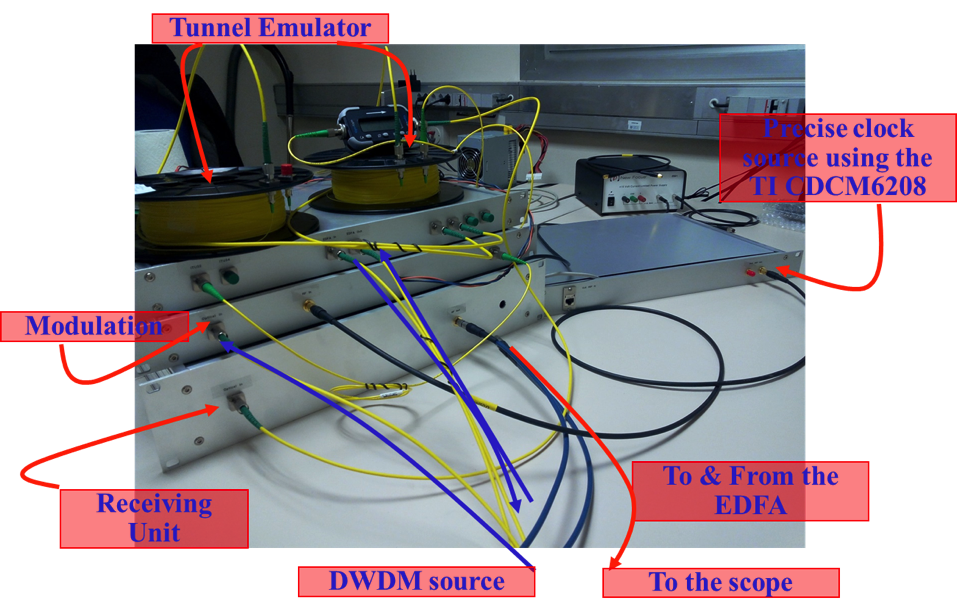 Tunnel Emulator
Precise clock
source using the
TI CDCM6208
Modulation
Receiving
Unit
To & From the
EDFA
DWDM source
To the scope